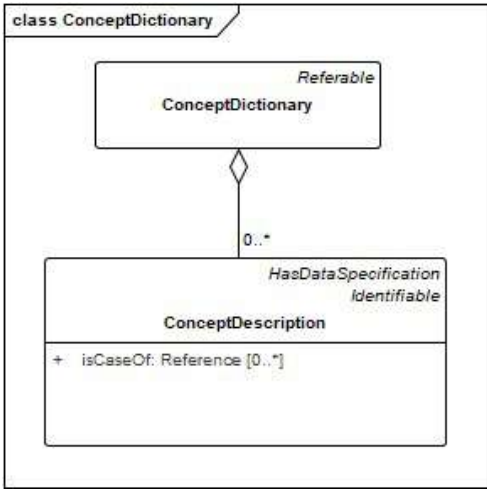 class ConceptDictionary
Referable
ConceptDictionary
0..*
HasDataSpecification
Identifiable
ConceptDescription
+ isCaseOf: Reference [0..*]